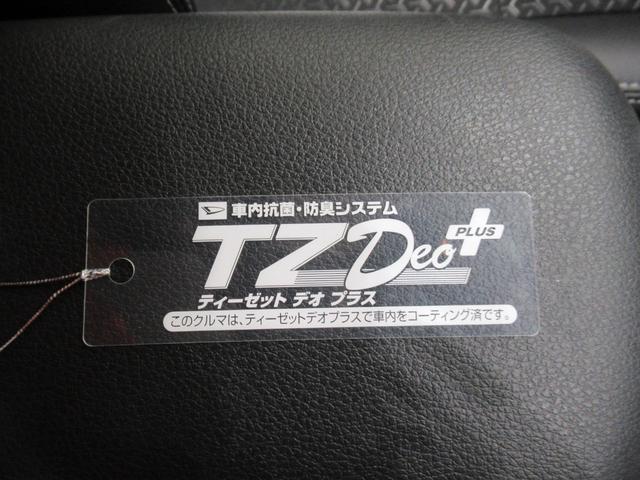 車内抗菌・防臭システム
TZ Deo PLUS
ティーゼット デオ プラス
このクルマは、ティーゼットデオプラスで車内をコーティング済です。